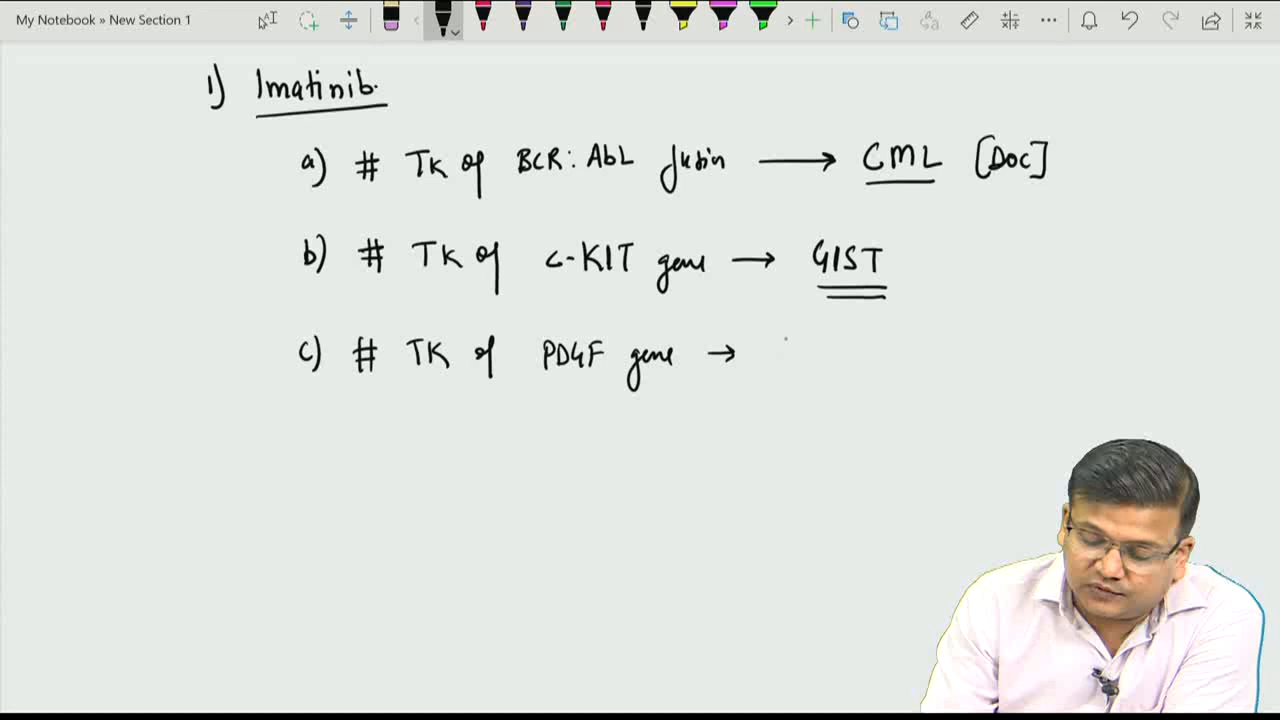 My Notebook » New Section 1
1) Imatinib.
a) # TK of BCR: AbL fusion → CML [DOC]
b) # TK of c-KIT gene → GIST
c) # TK of PDGF gene →